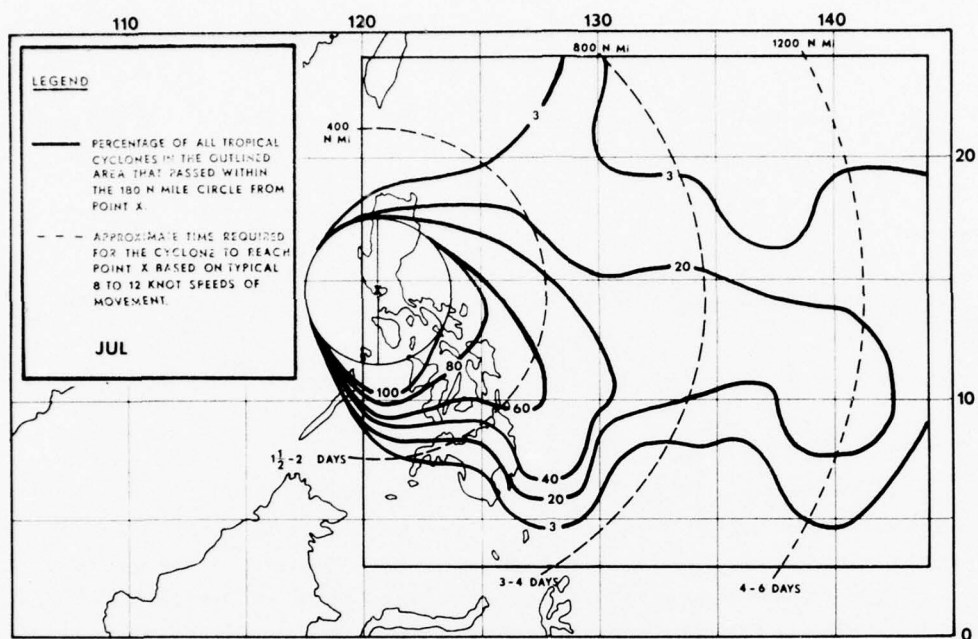 110
120
130
140
800 N Mi
1200 N Mi
LEGEND
400
N Mi
PERCENTAGE OF ALL TROPICAL
CYCLONES IN THE OUTLINED
AREA THAT PASSED WITHIN
THE 180 N MILE CIRCLE FROM
POINT X.
APPROXIMATE TIME REQUIRED
FOR THE CYCLONE TO REACH
POINT X BASED ON TYPICAL
8 TO 12 KNOT SPEEDS OF
MOVEMENT.
JUL
3
20
3
20
X
80
100
60
10
1½-2 DAYS
40
20
3
3-4 DAYS
4-6 DAYS
0